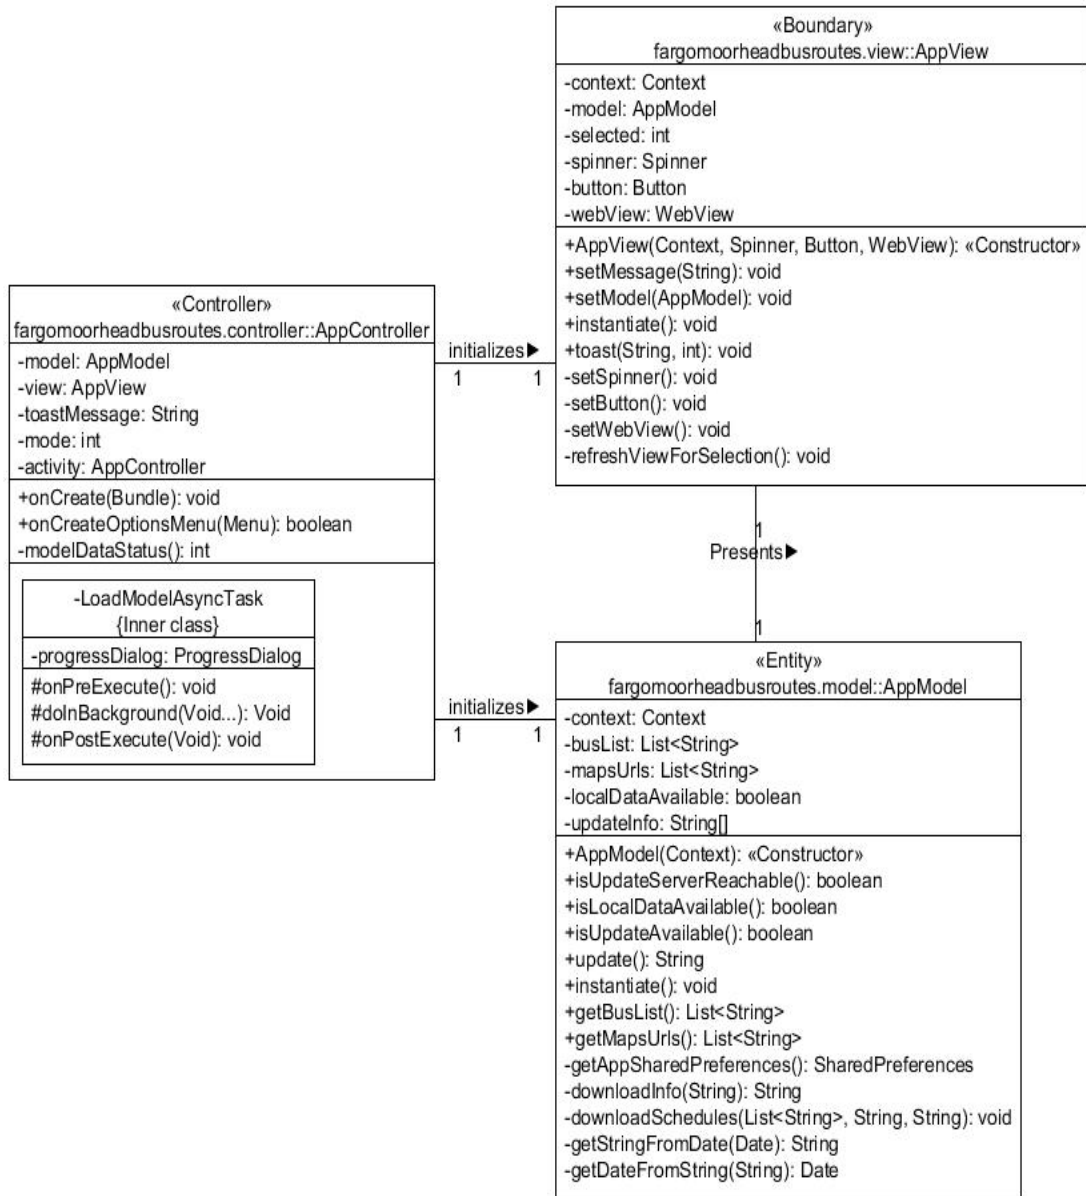 «Boundary»
fargomoorheadbusroutes.view::AppView
-context: Context
-model: AppModel
-selected: int
-spinner: Spinner
-button: Button
-webView: WebView
+AppView(Context, Spinner, Button, WebView): «Constructor»
+setMessage(String): void
+setModel(AppModel): void
+instantiate(): void
+toast(String, int): void
-setSpinner(): void
-setButton(): void
-setWebView(): void
-refreshViewForSelection(): void
«Controller»
fargomoorheadbusroutes.controller::AppController
-model: AppModel
-view: AppView
-toastMessage: String
-mode: int
-activity: AppController
+onCreate(Bundle): void
+onCreateOptionsMenu(Menu): boolean
-modelDataStatus(): int
-LoadModelAsyncTask
{Inner class}
-progressDialog: ProgressDialog
#onPreExecute(): void
#doInBackground(Void...): Void
#onPostExecute(Void): void
initializes▶
1 1
1
Presents▶
1
initializes▶
1 1
«Entity»
fargomoorheadbusroutes.model::AppModel
-context: Context
-busList: List<String>
-mapsUrls: List<String>
-localDataAvailable: boolean
-updateInfo: String[]
+AppModel(Context): «Constructor»
+isUpdateServerReachable(): boolean
+isLocalDataAvailable(): boolean
+isUpdateAvailable(): boolean
+update(): String
+instantiate(): void
+getBusList(): List<String>
+getMapsUrls(): List<String>
-getAppSharedPreferences(): SharedPreferences
-downloadInfo(String): String
-downloadSchedules(List<String>, String, String): void
-getStringFromDate(Date): String
-getDateFromString(String): Date